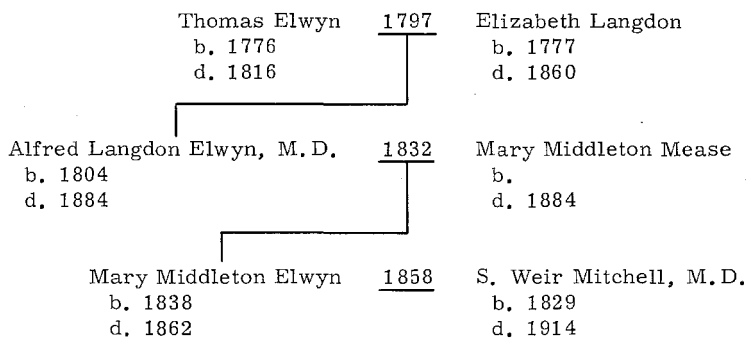 Thomas Elwyn 1797 Elizabeth Langdon
b. 1776 b. 1777
d. 1816 d. 1860
Alfred Langdon Elwyn, M.D. 1832 Mary Middleton Mease
b. 1804 b.
d. 1884 d. 1884
Mary Middleton Elwyn 1858 S. Weir Mitchell, M.D.
b. 1838 b. 1829
d. 1862 d. 1914